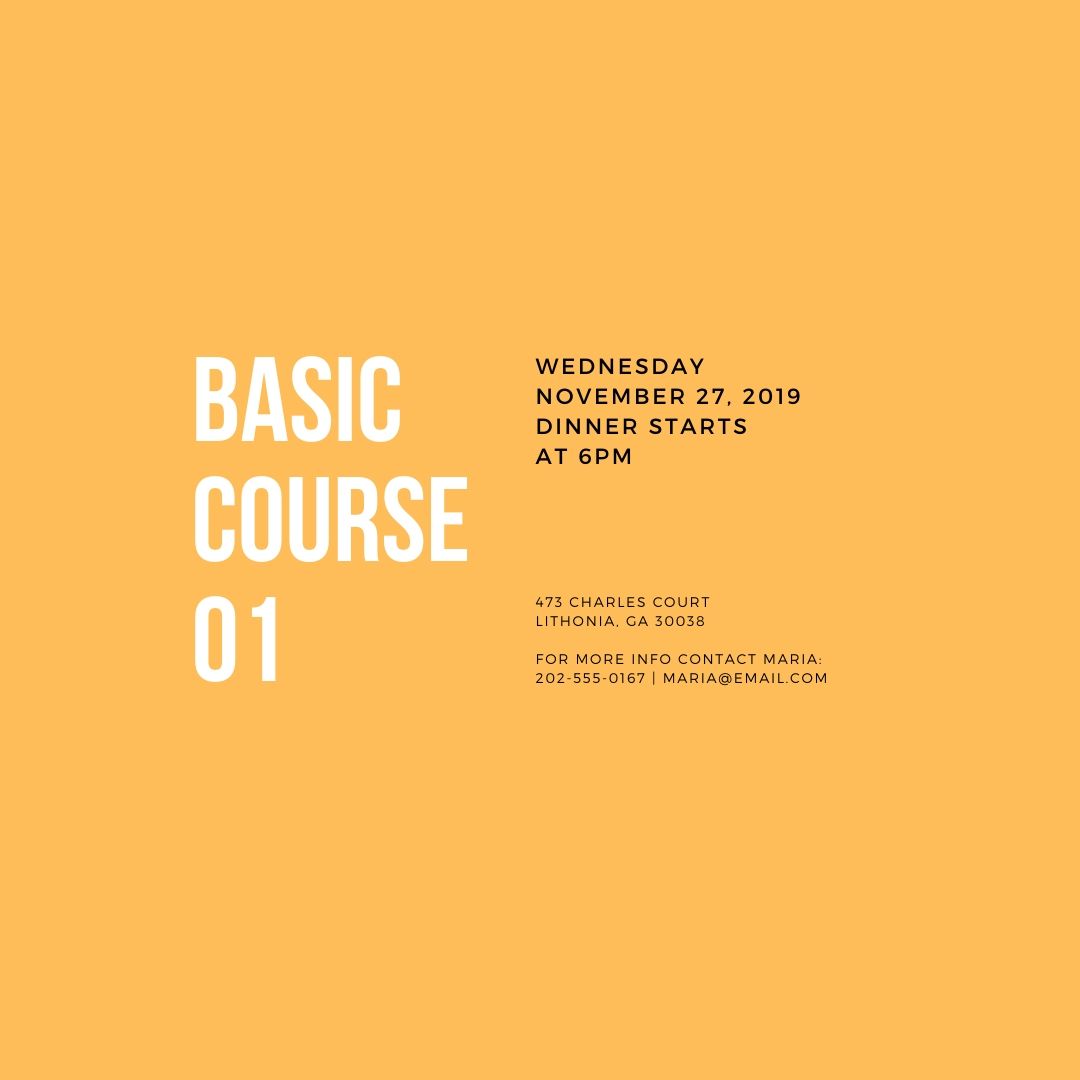 BASIC
COURSE
01
WEDNESDAY
NOVEMBER 27, 2019
DINNER STARTS
AT 6PM
473 CHARLES COURT
LITHONIA, GA 30038
FOR MORE INFO CONTACT MARIA:
202-555-0167 | MARIA@EMAIL.COM